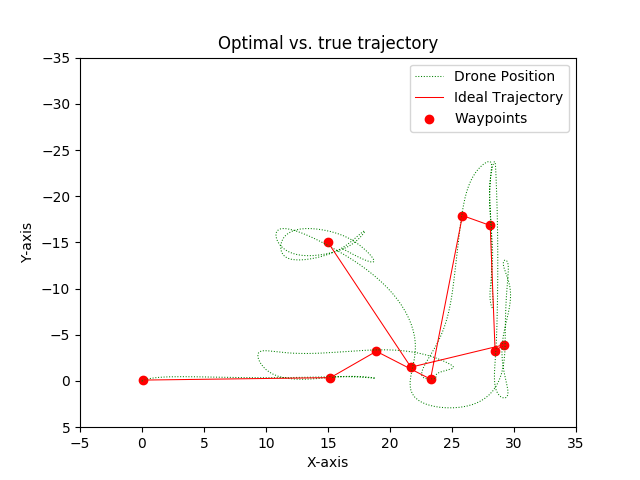 Optimal vs. true trajectory
Drone Position
Ideal Trajectory
Waypoints
Y-axis
−35
−30
−25
−20
−15
−10
−5
0
5
−5 0 5 10 15 20 25 30 35
X-axis